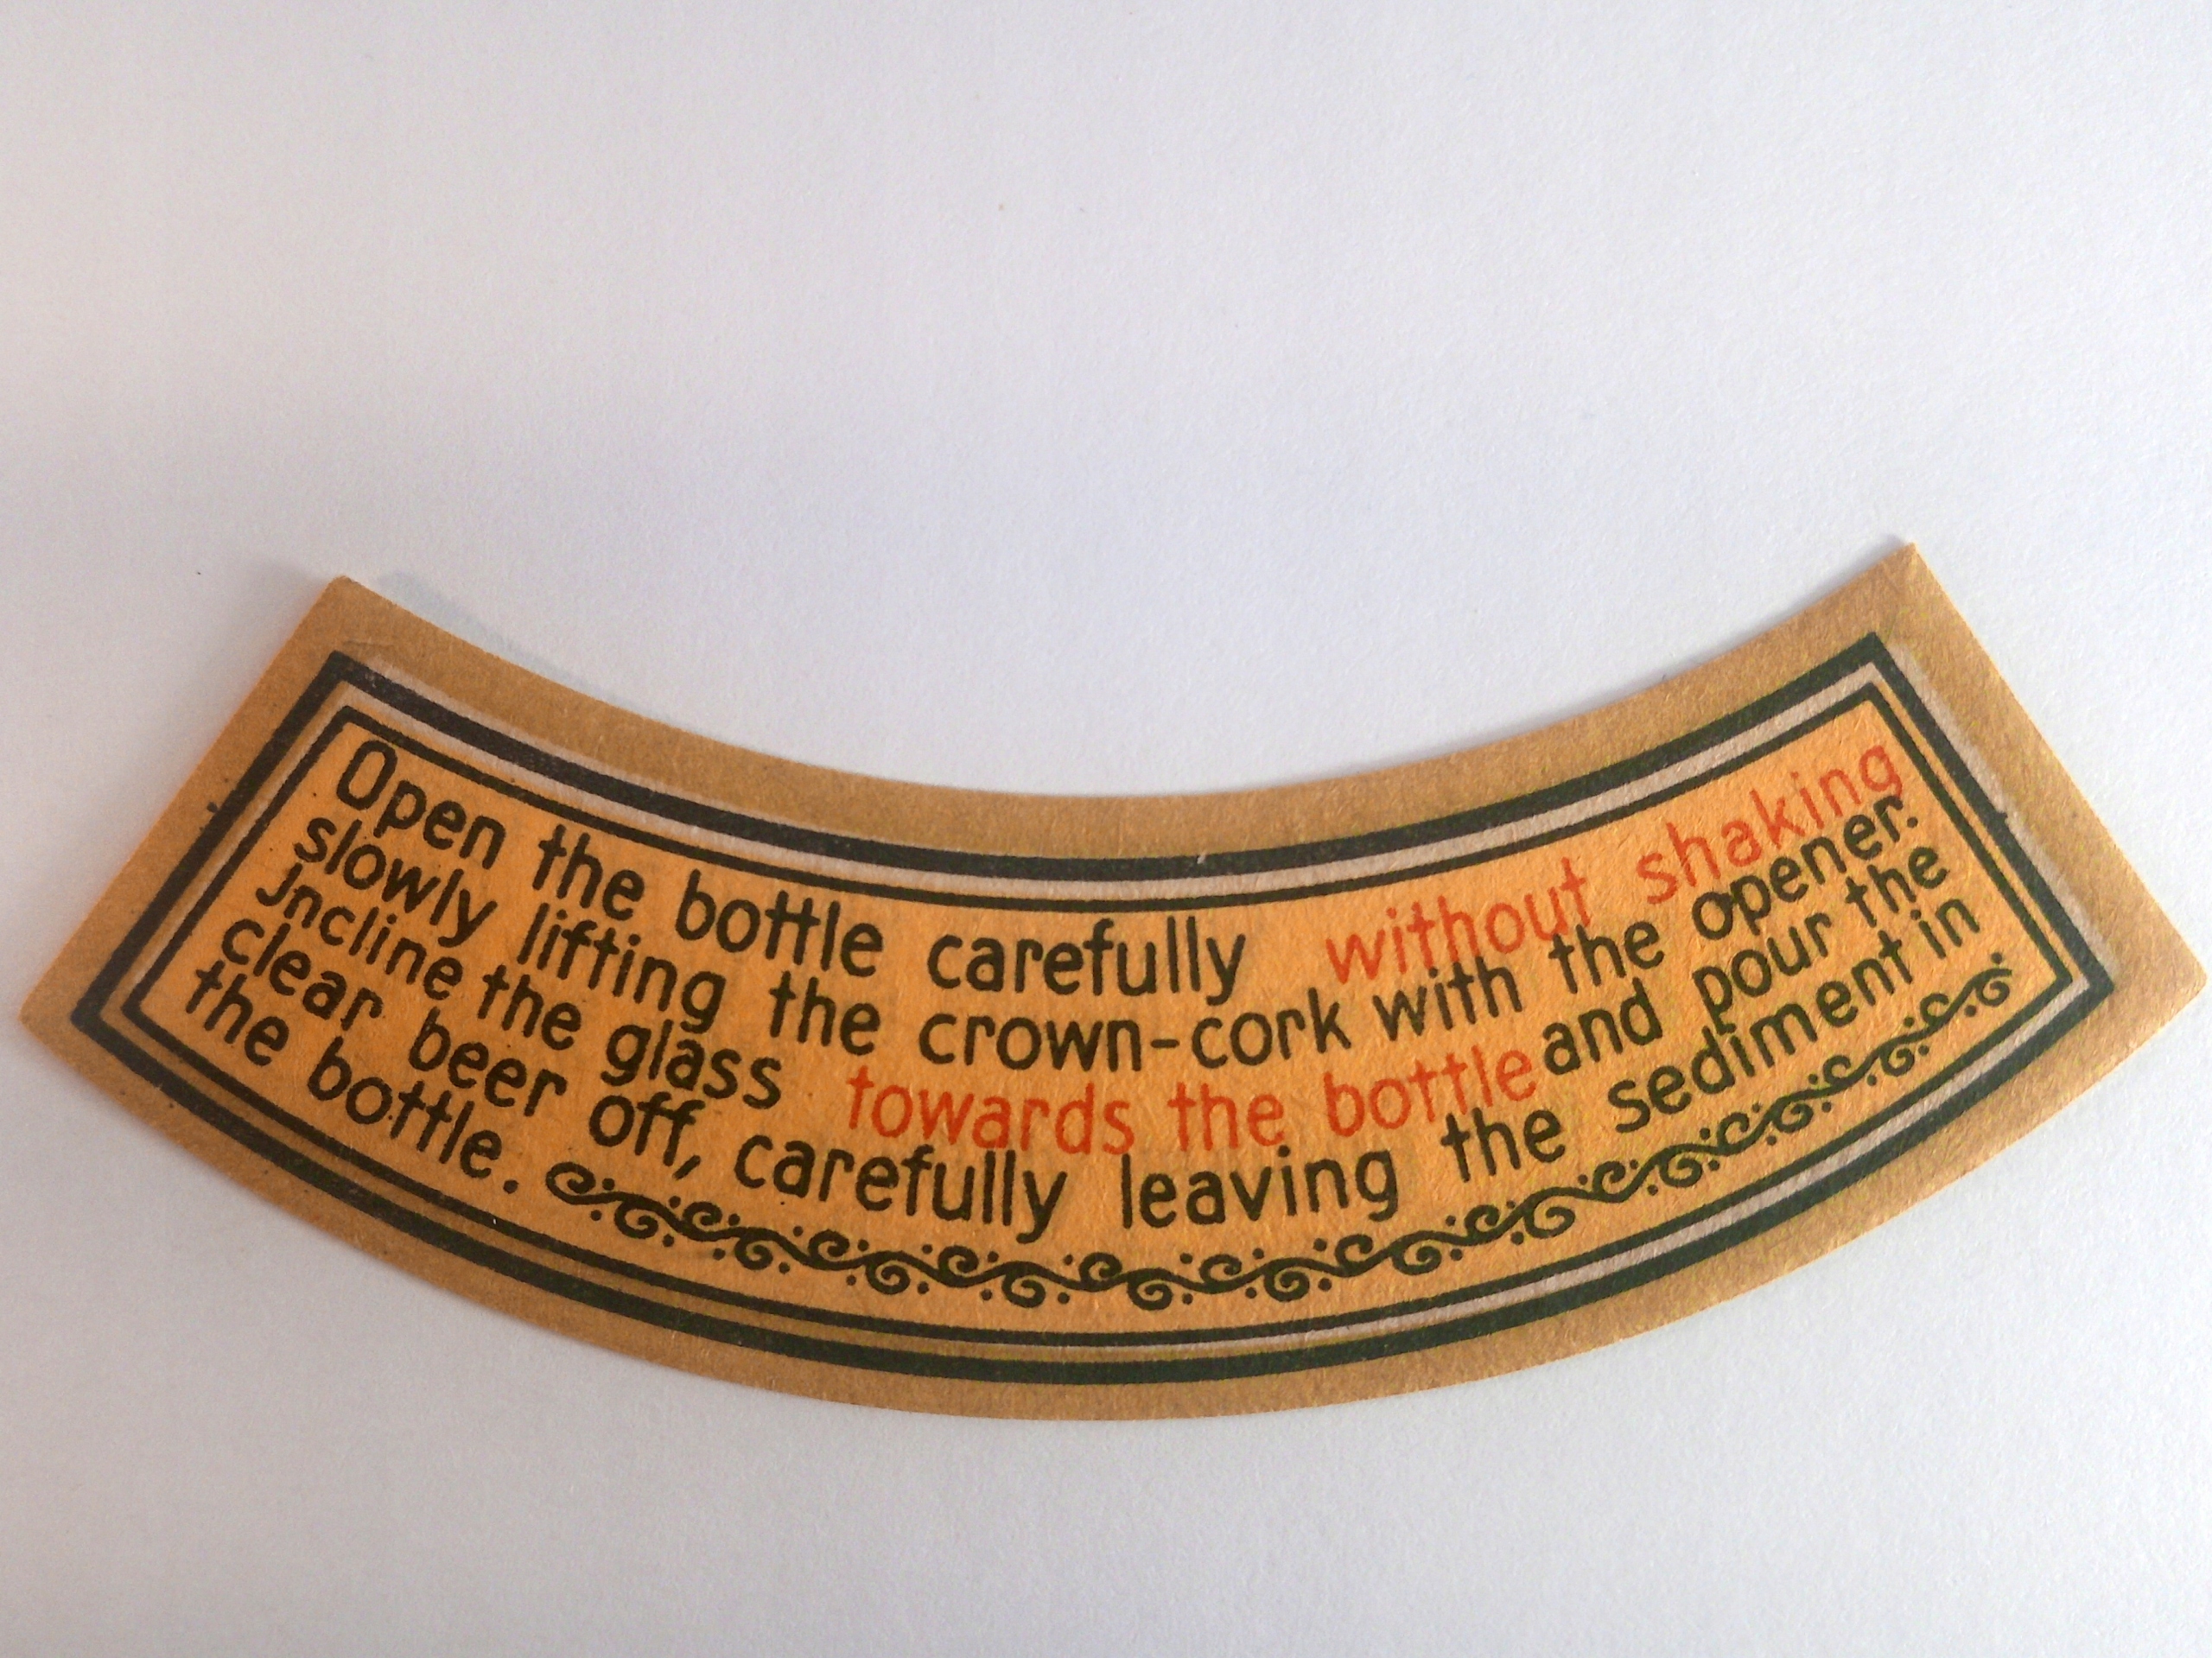 Open the bottle carefully without shaking
slowly lifting the crown-cork with the opener.
Jncline the glass towards the bottle and pour the
clear beer off, carefully leaving the sediment in
the bottle.